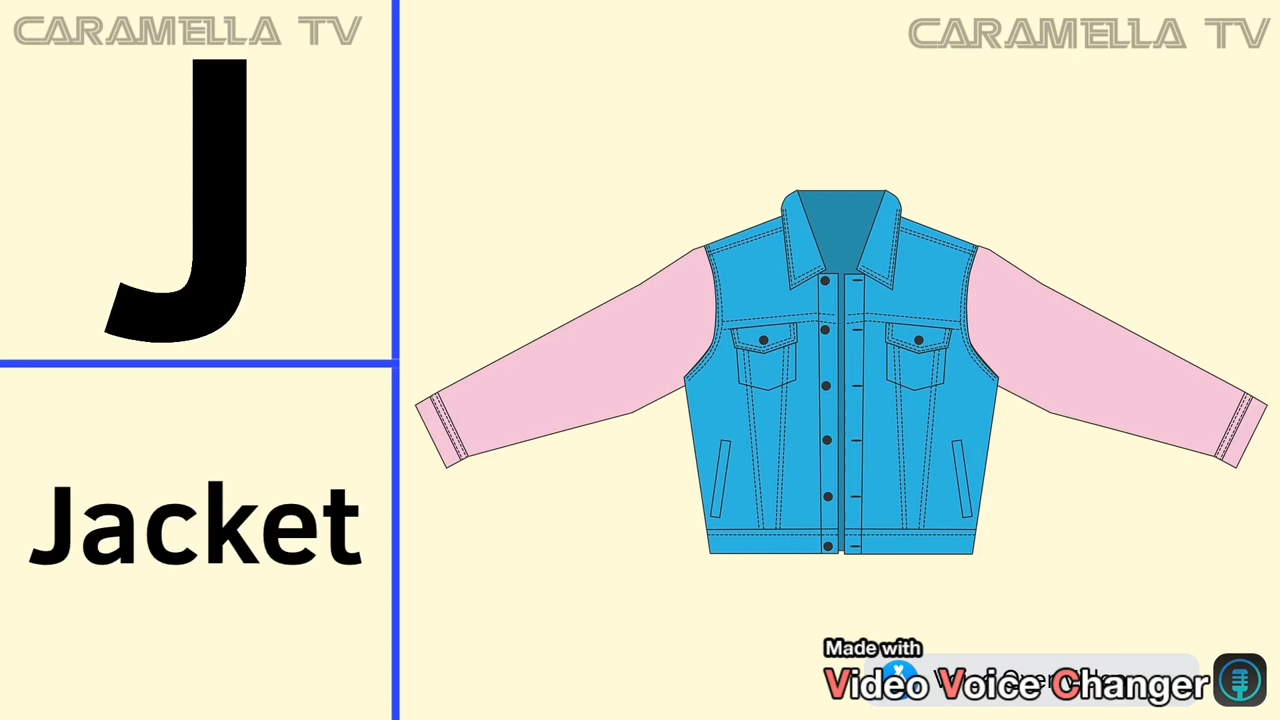 CARAMELLA TV
CARAMELLA TV
J
Jacket
Made with
Video Voice Changer